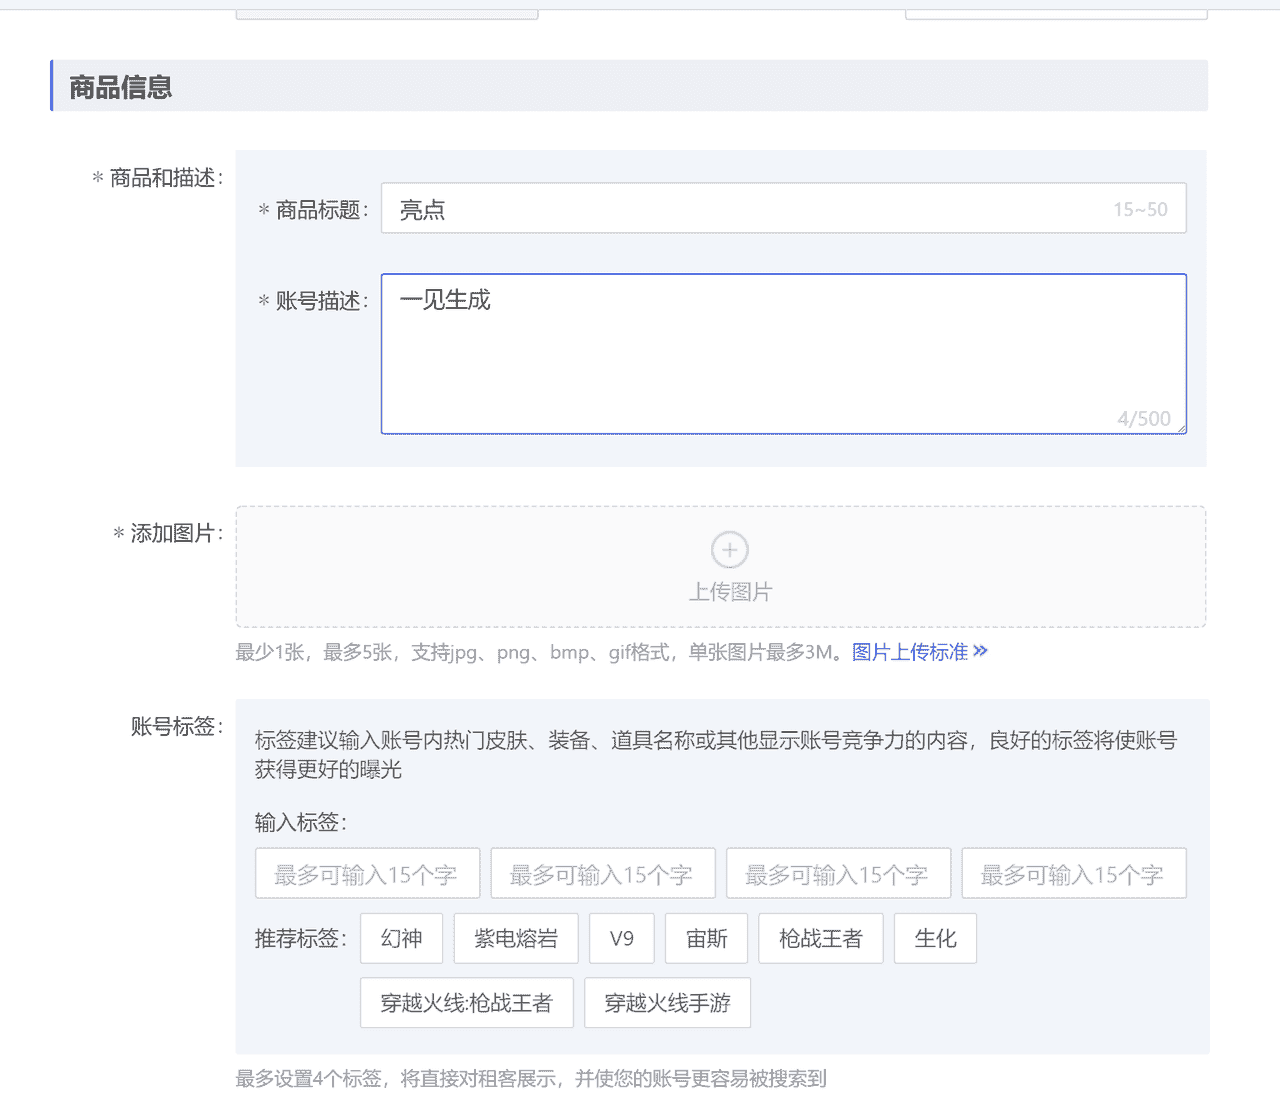 商品信息
* 商品和描述：
* 商品标题： 亮点 15~50
* 账号描述： 一见生成
4/500
* 添加图片：
上传图片
最少1张，最多5张，支持jpg、png、bmp、gif格式，单张图片最多3M。图片上传标准 »
账号标签：
标签建议输入账号内热门皮肤、装备、道具名称或其他显示账号竞争力的内容，良好的标签将使账号
获得更好的曝光
输入标签：
最多可输入15个字 最多可输入15个字 最多可输入15个字 最多可输入15个字
推荐标签： 幻神 紫电熔岩 V9 宙斯 枪战王者 生化
穿越火线:枪战王者 穿越火线手游
最多设置4个标签，将直接对租客展示，并使您的账号更容易被搜索到